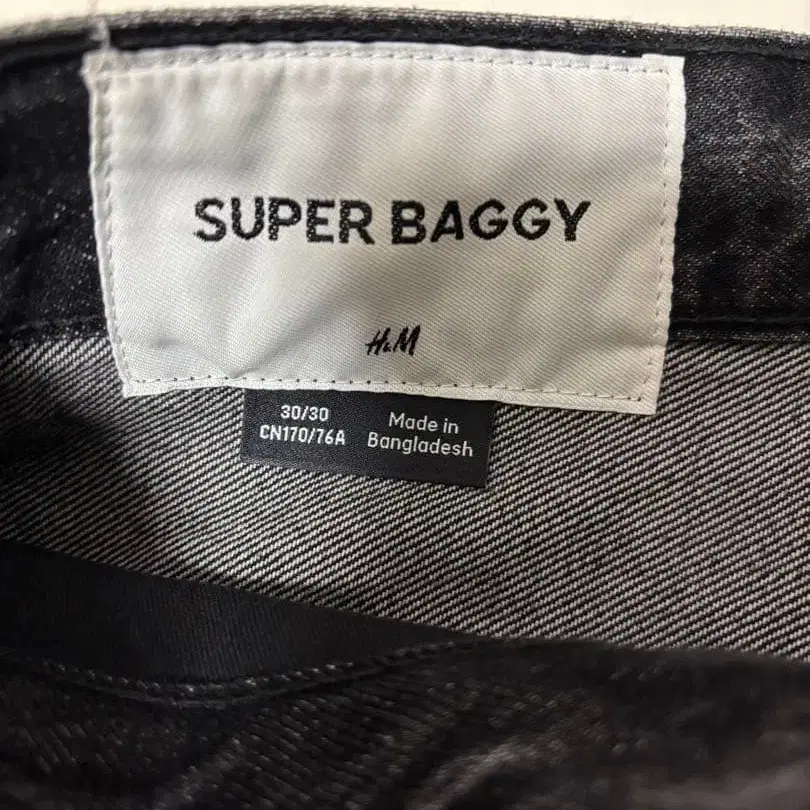 SUPER BAGGY
H&M
30/30
CN170/76A
Made in
Bangladesh